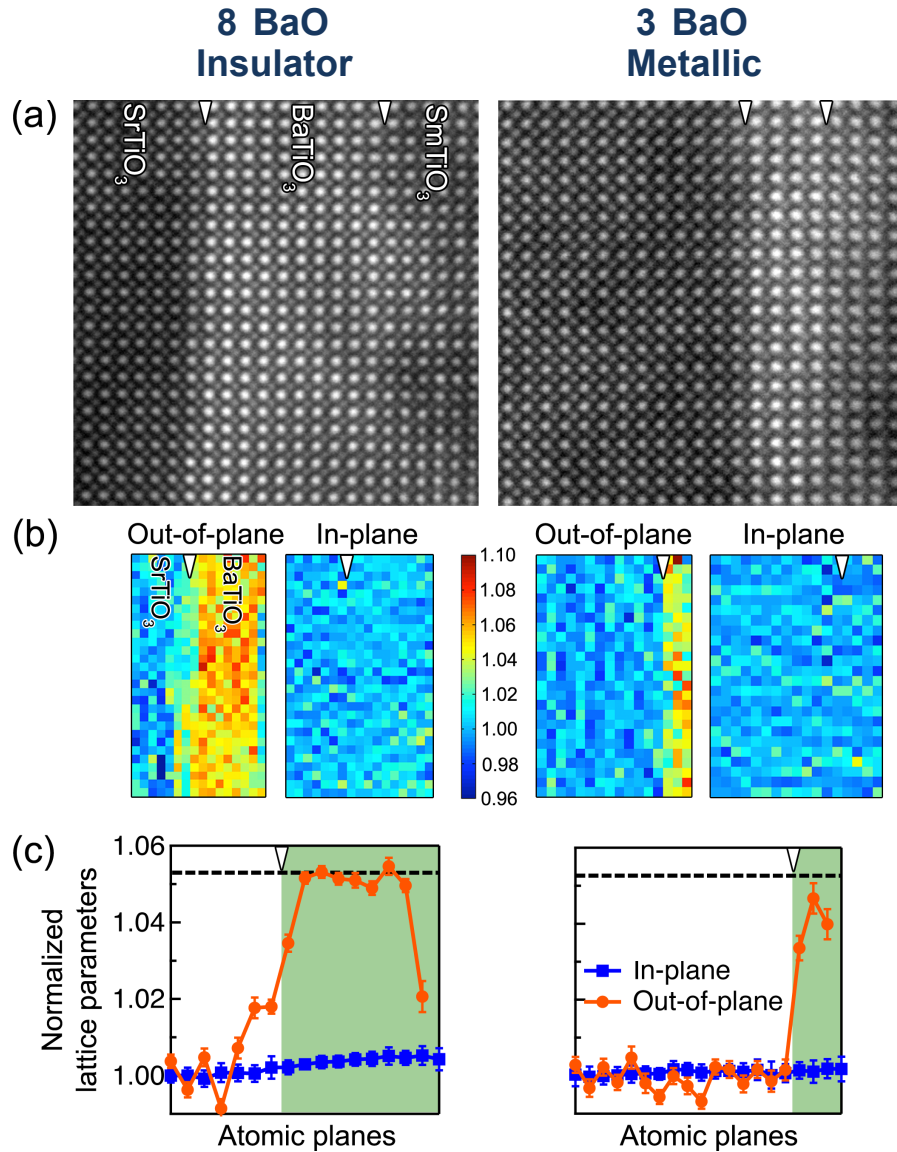 8 BaO
Insulator
3 BaO
Metallic
(a)
SrTiO₃
BaTiO₃
SmTiO₃
(b)
Out-of-plane
In-plane
Out-of-plane
In-plane
SrTiO₃
BaTiO₃
1.10
1.08
1.06
1.04
1.02
1.00
0.98
0.96
(c)
1.06
1.04
1.02
1.00
Normalized
lattice parameters
In-plane
Out-of-plane
Atomic planes
Atomic planes